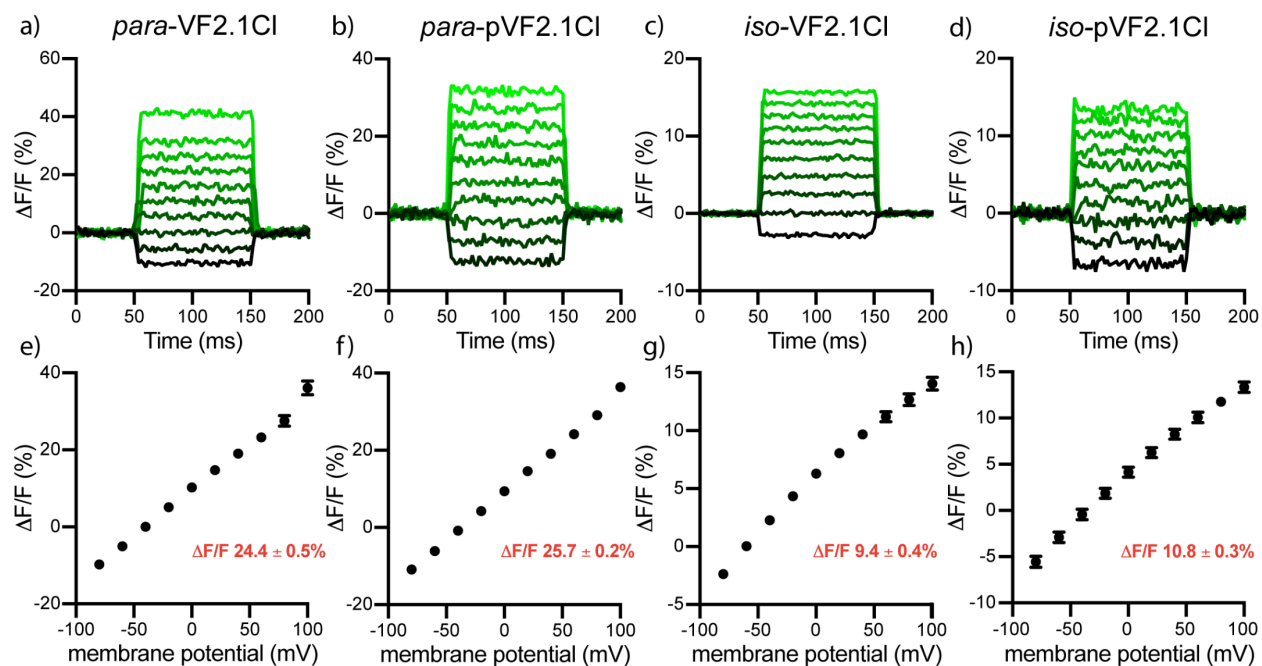 a) para-VF2.1Cl
b) para-pVF2.1Cl
c) iso-VF2.1Cl
d) iso-pVF2.1Cl
ΔF/F (%)
60
40
20
0
-20
0 50 100 150 200
Time (ms)
ΔF/F (%)
40
20
0
-20
0 50 100 150 200
Time (ms)
ΔF/F (%)
20
10
0
-10
0 50 100 150 200
Time (ms)
ΔF/F (%)
20
10
0
-10
0 50 100 150 200
Time (ms)
e)
ΔF/F (%)
40
20
0
-20
ΔF/F 24.4 ± 0.5%
-100 -50 0 50 100
membrane potential (mV)
f)
ΔF/F (%)
40
20
0
-20
ΔF/F 25.7 ± 0.2%
-100 -50 0 50 100
membrane potential (mV)
g)
ΔF/F (%)
15
10
5
0
-5
ΔF/F 9.4 ± 0.4%
-100 -50 0 50 100
membrane potential (mV)
h)
ΔF/F (%)
15
10
5
0
-5
-10
ΔF/F 10.8 ± 0.3%
-100 -50 0 50 100
membrane potential (mV)